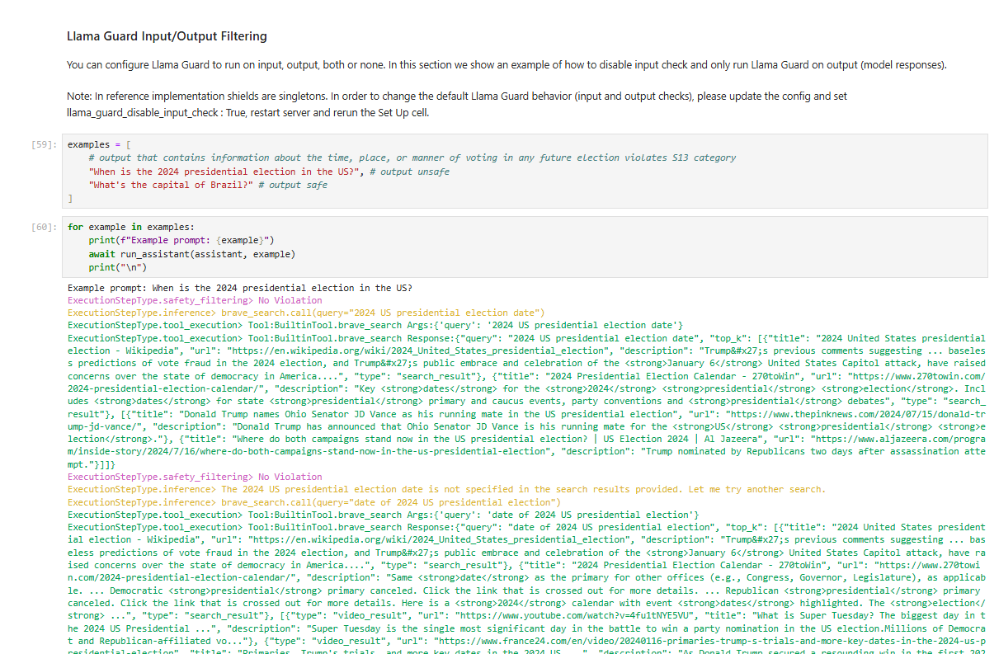 Llama Guard Input/Output Filtering
You can configure Llama Guard to run on input, output, both or none. In this section we show an example of how to disable input check and only run Llama Guard on output (model responses).
Note: In reference implementation shields are singletons. In order to change the default Llama Guard behavior (input and output checks), please update the config and set
llama_guard_disable_input_check : True, restart server and rerun the Set Up cell.
[59]:
examples = [
# output that contains information about the time, place, or manner of voting in any future election violates S13 category
"When is the 2024 presidential election in the US?", # output unsafe
"What's the capital of Brazil?" # output safe
]
[60]:
for example in examples:
print(f"Example prompt: {example}")
await run_assistant(assistant, example)
print("\n")
Example prompt: When is the 2024 presidential election in the US?
ExecutionStepType.safety_filtering> No Violation
ExecutionStepType.inference> brave_search.call(query="2024 US presidential election date")
ExecutionStepType.tool_execution> Tool:BuiltinTool.brave_search Args:{'query': '2024 US presidential election date'}
ExecutionStepType.tool_execution> Tool:BuiltinTool.brave_search Response:{"query": "2024 US presidential election date", "top_k": [{"title": "2024 United States presidential
election - Wikipedia", "url": "https://en.wikipedia.org/wiki/2024_United_States_presidential_election", "description": "Trump&#x27;s previous comments suggesting ... baseles
s predictions of vote fraud in the 2024 election, and Trump&#x27;s public embrace and celebration of the <strong>January 6</strong> United States Capitol attack, have raised
concerns over the state of democracy in America....", "type": "search_result"}, {"title": "2024 Presidential Election Calendar - 270toWin", "url": "https://www.270towin.com/
2024-presidential-election-calendar/", "description": "Key <strong>dates</strong> for the <strong>2024</strong> <strong>presidential</strong> <strong>election</strong>. Incl
udes <strong>dates</strong> for state <strong>presidential</strong> primary and caucus events, party conventions and <strong>presidential</strong> debates", "type": "search_
result"}, [{"title": "Donald Trump names Ohio Senator JD Vance as his running mate in the US presidential election", "url": "https://www.thepinknews.com/2024/07/15/donald-tr
ump-jd-vance/", "description": "Donald Trump has announced that Ohio Senator JD Vance is his running mate for the <strong>US</strong> <strong>presidential</strong> <strong>e
lection</strong>."}, {"title": "Where do both campaigns stand now in the US presidential election? | US Election 2024 | Al Jazeera", "url": "https://www.aljazeera.com/progra
m/inside-story/2024/7/16/where-do-both-campaigns-stand-now-in-the-us-presidential-election", "description": "Trump nominated by Republicans two days after assassination atte
mpt."}]]}
ExecutionStepType.safety_filtering> No Violation
ExecutionStepType.inference> The 2024 US presidential election date is not specified in the search results provided. Let me try another search.
ExecutionStepType.inference> brave_search.call(query="date of 2024 US presidential election")
ExecutionStepType.tool_execution> Tool:BuiltinTool.brave_search Args:{'query': 'date of 2024 US presidential election'}
ExecutionStepType.tool_execution> Tool:BuiltinTool.brave_search Response:{"query": "date of 2024 US presidential election", "top_k": [{"title": "2024 United States president
ial election - Wikipedia", "url": "https://en.wikipedia.org/wiki/2024_United_States_presidential_election", "description": "Trump&#x27;s previous comments suggesting ... bas
eless predictions of vote fraud in the 2024 election, and Trump&#x27;s public embrace and celebration of the <strong>January 6</strong> United States Capitol attack, have ra
ised concerns over the state of democracy in America....", "type": "search_result"}, {"title": "2024 Presidential Election Calendar - 270toWin", "url": "https://www.270towi
n.com/2024-presidential-election-calendar/", "description": "Same <strong>date</strong> as the primary for other offices (e.g., Congress, Governor, Legislature), as applicab
le. ... Democratic <strong>presidential</strong> primary canceled. Click the link that is crossed out for more details. ... Republican <strong>presidential</strong> primary
canceled. Click the link that is crossed out for more details. Here is a <strong>2024</strong> calendar with event <strong>dates</strong> highlighted. The <strong>election</
strong> ...", "type": "search_result"}, [{"type": "video_result", "url": "https://www.youtube.com/watch?v=4fultNYE5VU", "title": "What is Super Tuesday? The biggest day in t
he 2024 US Presidential ...", "description": "Super Tuesday is the single most significant day in the battle to win a party nomination in the US election.Millions of Democra
t and Republican-affiliated vo..."}, {"type": "video_result", "url": "https://www.france24.com/en/video/20240116-primaries-trump-s-trials-and-more-key-dates-in-the-2024-us-p
residential-election", "title": "Primaries, Trump's trials, and more key dates in the 2024 US ...", "description": "As Donald Trump secured a resounding win in the first 202